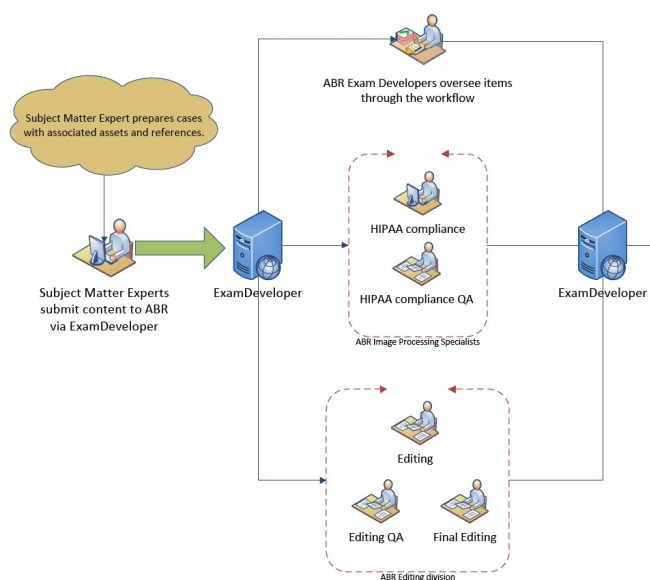 Subject Matter Expert prepares cases
with associated assets and references.
ABR Exam Developers oversee items
through the workflow
Subject Matter Experts
submit content to ABR
via ExamDeveloper
ExamDeveloper
HIPAA compliance
HIPAA compliance QA
ABR Image Processing Specialists
ExamDeveloper
Editing
Editing QA
Final Editing
ABR Editing division